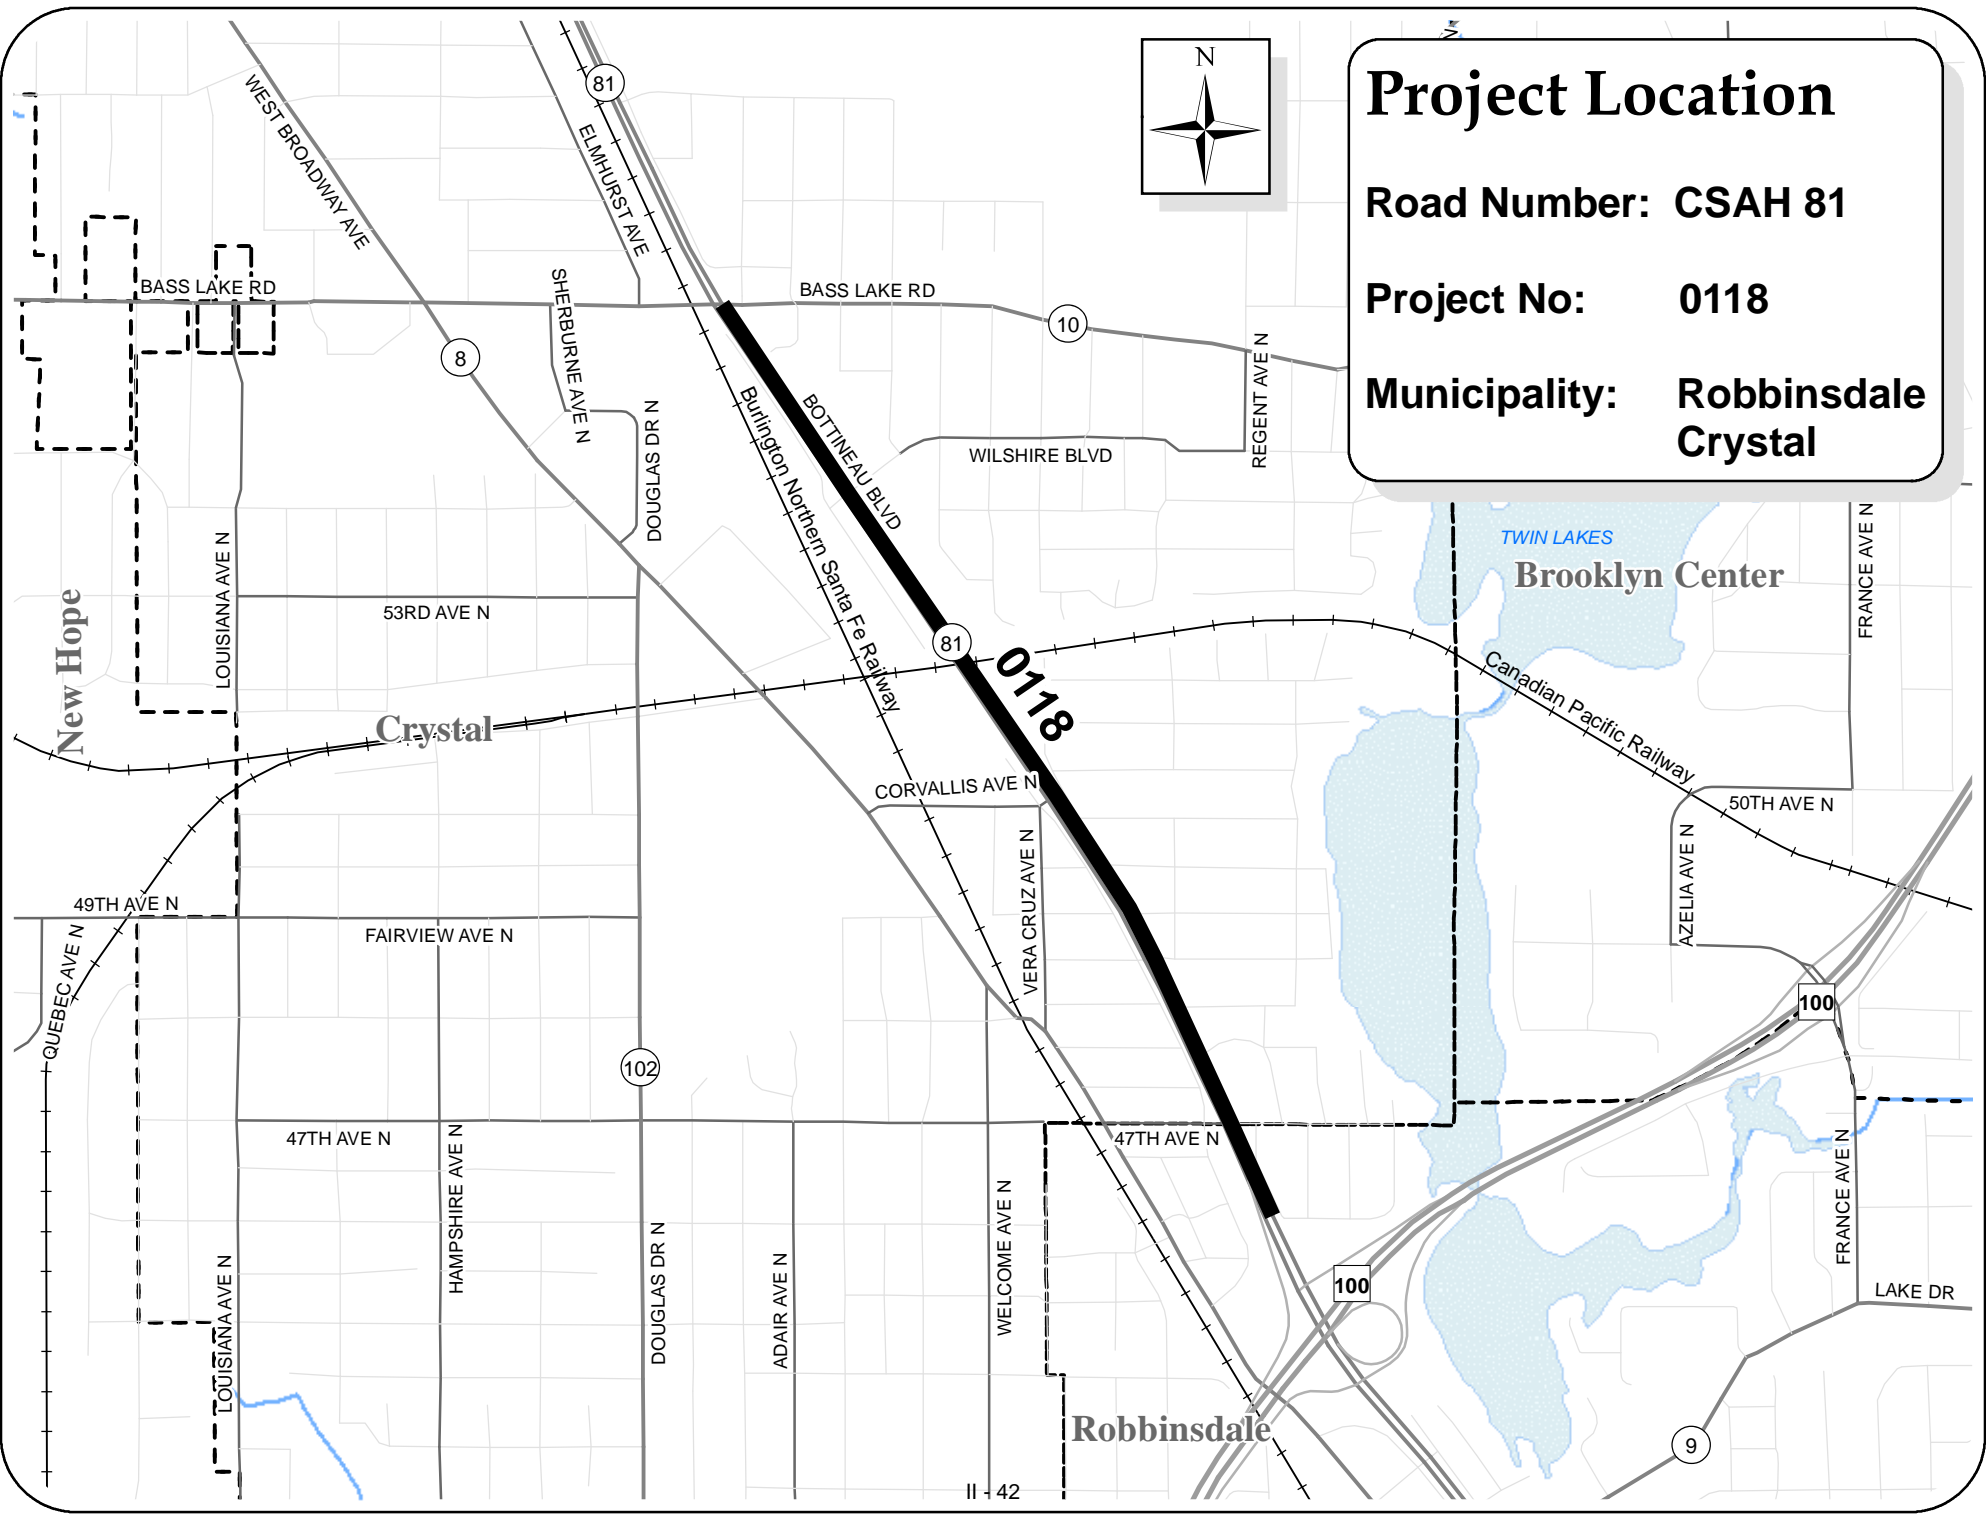 N
Project Location
Road Number: CSAH 81
Project No: 0118
Municipality: Robbinsdale
Crystal
81
WEST BROADWAY AVE
ELMHURST AVE
BASS LAKE RD
BASS LAKE RD
SHERBURNE AVE N
10
8
REGENT AVE N
BOTTINEAU BLVD
Burlington Northern Santa Fe Railway
DOUGLAS DR N
WILSHIRE BLVD
TWIN LAKES
Brooklyn Center
FRANCE AVE N
LOUISIANA AVE N
53RD AVE N
New Hope
81
0118
Canadian Pacific Railway
Crystal
CORVALLIS AVE N
50TH AVE N
VERA CRUZ AVE N
AZELIA AVE N
49TH AVE N
FAIRVIEW AVE N
QUEBEC AVE N
100
102
47TH AVE N
47TH AVE N
HAMPSHIRE AVE N
WELCOME AVE N
FRANCE AVE N
LOUISIANA AVE N
DOUGLAS DR N
ADAIR AVE N
100
LAKE DR
Robbinsdale
9
II - 42